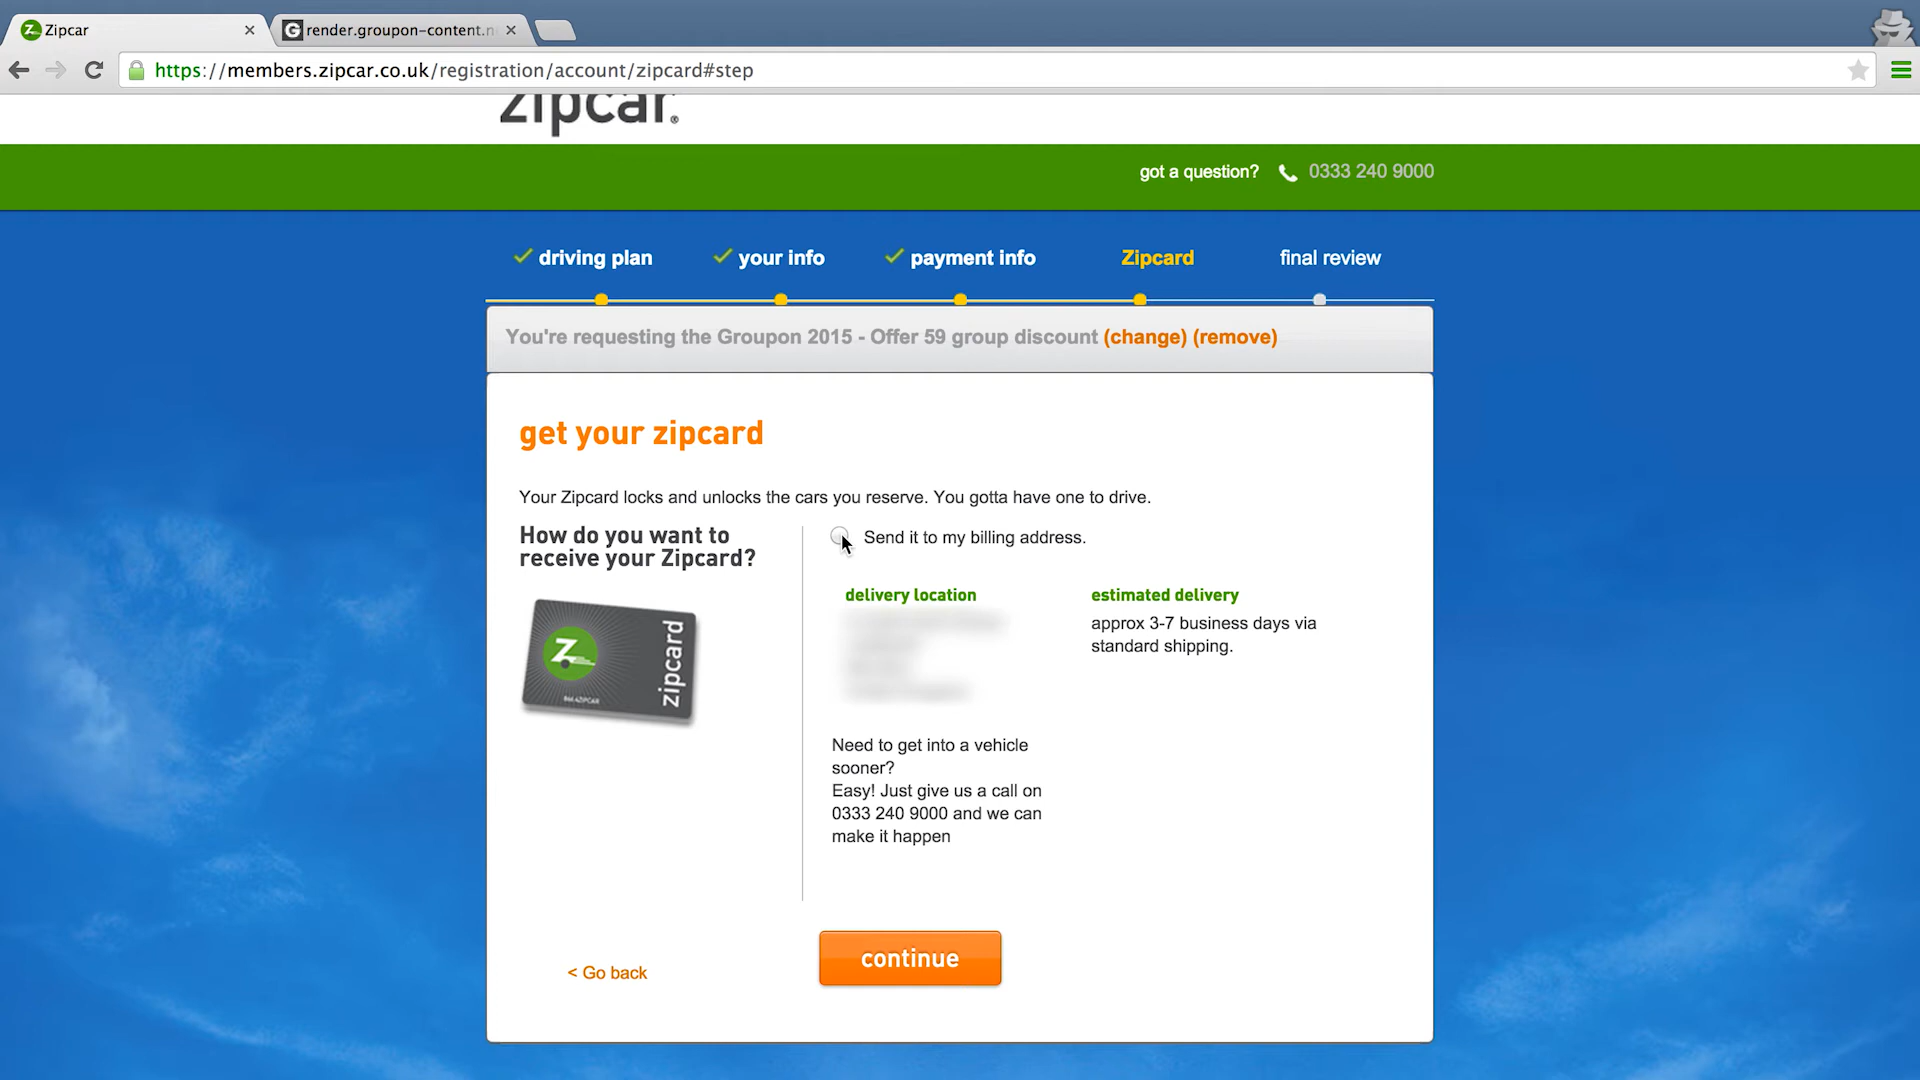 Zipcar
render.groupon-content.n
https://members.zipcar.co.uk/registration/account/zipcard#step
zipcar.
got a question? 0333 240 9000
driving plan your info payment info Zipcard final review
You're requesting the Groupon 2015 - Offer 59 group discount (change) (remove)
get your zipcard
Your Zipcard locks and unlocks the cars you reserve. You gotta have one to drive.
How do you want to
receive your Zipcard?
zipcard
Send it to my billing address.
delivery location
estimated delivery
approx 3-7 business days via
standard shipping.
Need to get into a vehicle
sooner?
Easy! Just give us a call on
0333 240 9000 and we can
make it happen
< Go back
continue